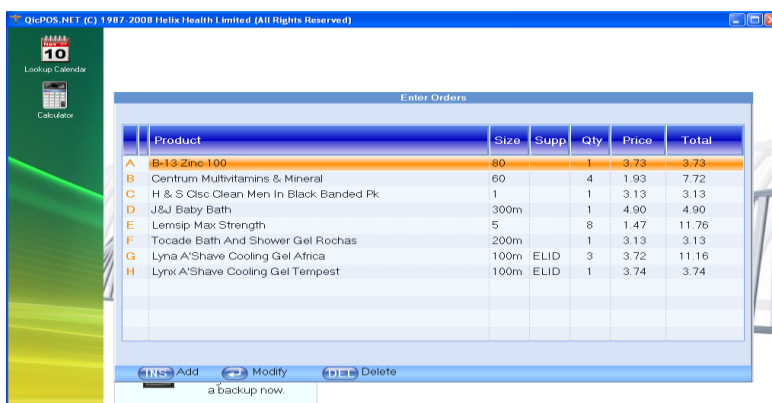 QicPOS.NET (C) 1987-2008 Helix Health Limited (All Rights Reserved)
Nov
10
Lookup Calendar
Calculator
Enter Orders
Product Size Supp Qty Price Total
A B-13 Zinc 100 80 1 3.73 3.73
B Centrum Multivitamins & Mineral 60 4 1.93 7.72
C H & S Clsc Clean Men In Black Banded Pk 1 1 3.13 3.13
D J&J Baby Bath 300m 1 4.90 4.90
E Lemsip Max Strength 5 8 1.47 11.76
F Tocade Bath And Shower Gel Rochas 200m 1 3.13 3.13
G Lyna A'Shave Cooling Gel Africa 100m ELID 3 3.72 11.16
H Lynx A'Shave Cooling Gel Tempest 100m ELID 1 3.74 3.74
INS Add Modify DEL Delete
a backup now.